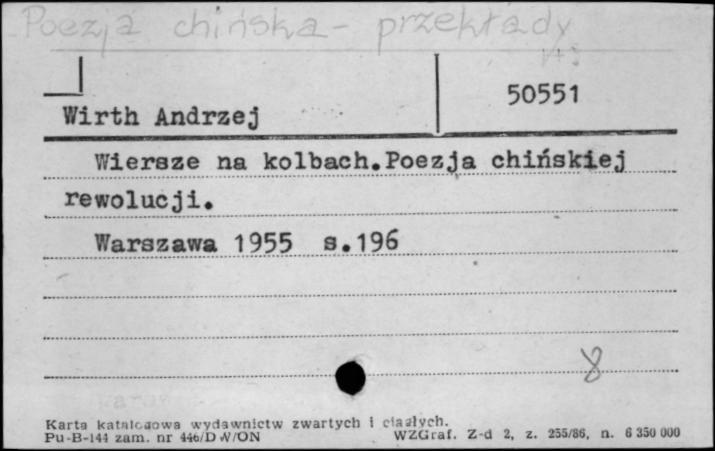 Poezja chińska - przekłady
50551
Wirth Andrzej
Wiersze na kolbach.Poezja chińskiej
rewolucji.
Warszawa 1955 s.196
8
Karta katalogowa wydawnictw zwartych i ciągłych.
Pu-B-144 zam. nr 446/DW/ON WZGraf. Z-d 2, z. 255/86, n. 6 350 000